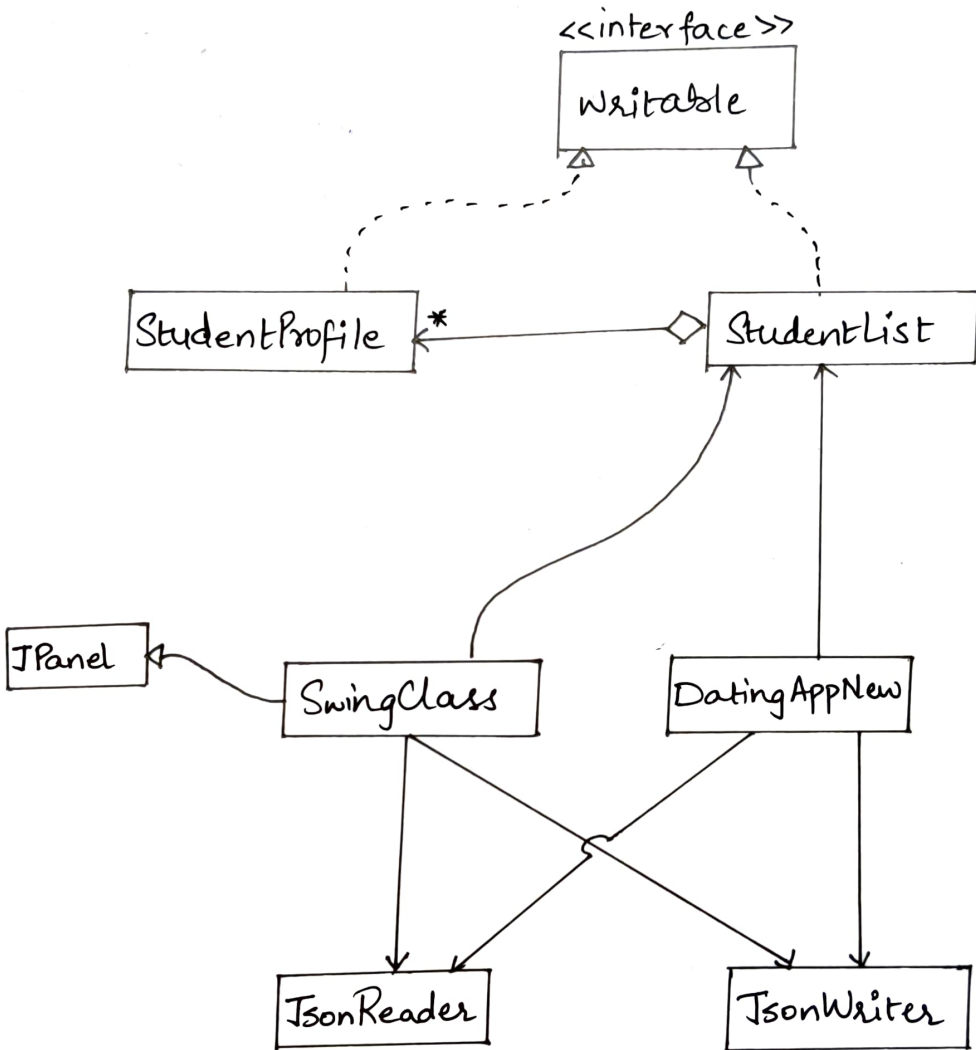 <<interface>>
Writable
StudentProfile
*
StudentList
JPanel
SwingClass
DatingAppNew
JsonReader
JsonWriter